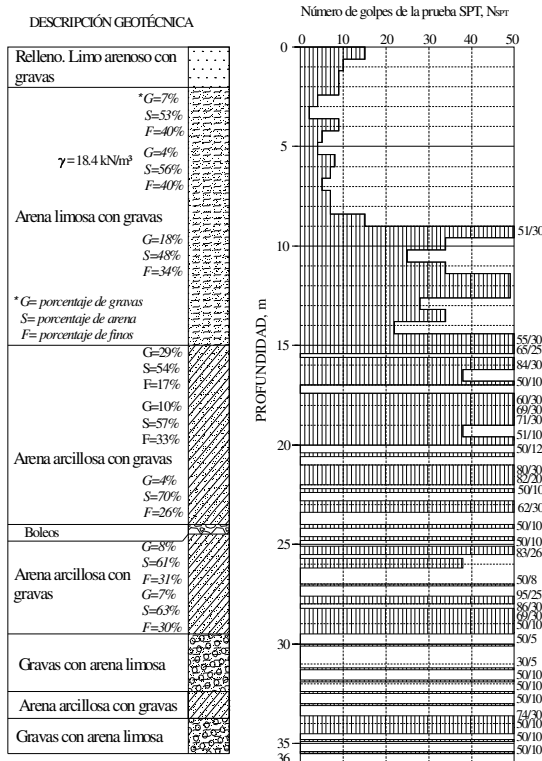 DESCRIPCIÓN GEOTÉCNICA
Relleno. Limo arenoso con
gravas
*G=7%
S=53%
F=40%
γ = 18.4 kN/m³
G=4%
S=56%
F=40%
Arena limosa con gravas
G=18%
S=48%
F=34%
*G= porcentaje de gravas
S= porcentaje de arena
F= porcentaje de finos
G=29%
S=54%
F=17%
G=10%
S=57%
F=33%
Arena arcillosa con gravas
G=4%
S=70%
F=26%
Boleos
G=8%
S=61%
Arena arcillosa con
gravas
F=31%
G=7%
S=63%
F=30%
Gravas con arena limosa
Arena arcillosa con gravas
Gravas con arena limosa
Número de golpes de la prueba SPT, NSPT
0 10 20 30 40 50
PROFUNDIDAD, m
0
5
10
15
20
25
30
35
36
51/30
55/30
65/25
84/30
50/10
60/30
69/30
71/30
51/10
50/12
80/30
82/20
50/10
62/30
50/10
50/10
83/26
50/8
95/25
86/30
69/30
50/10
50/5
30/5
50/10
50/10
50/10
74/30
50/10
50/10
50/10